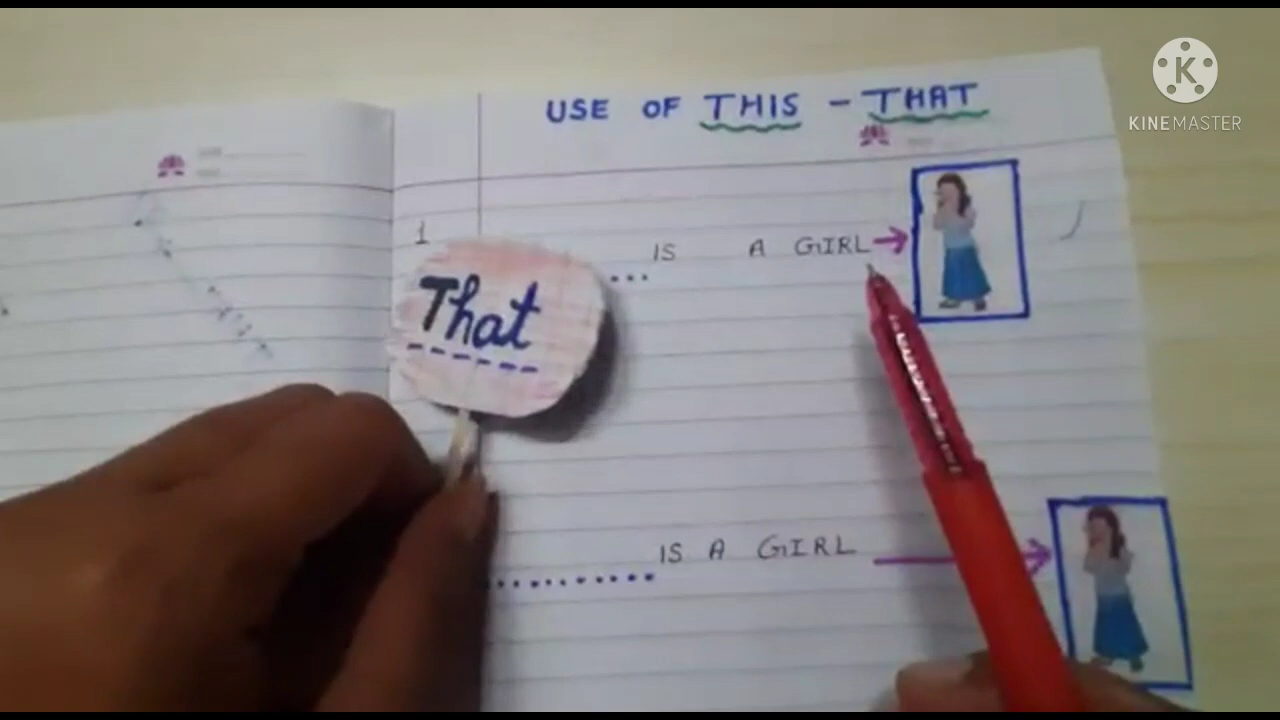 USE OF THIS - THAT
KINEMASTER
1
IS A GIRL
That
IS A GIRL